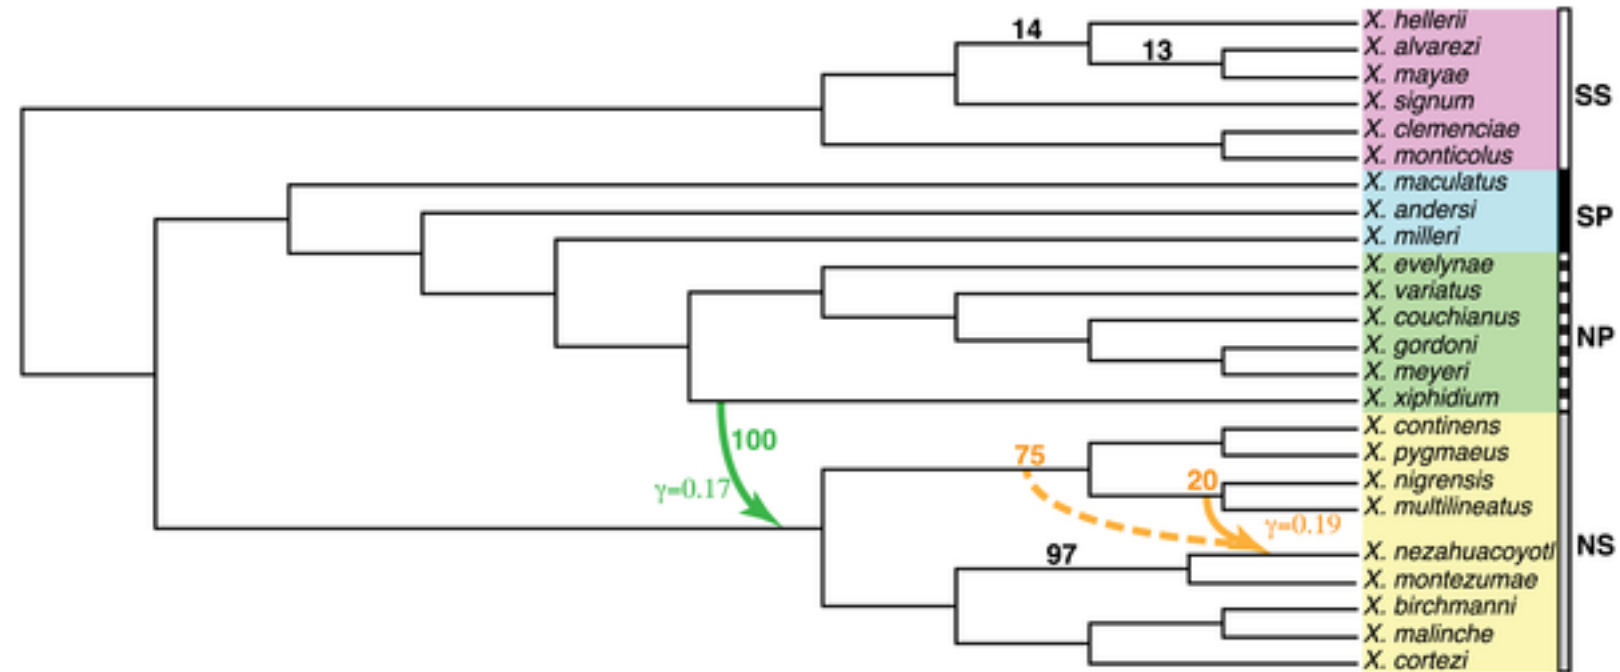 14
X. hellerii
13
X. alvarezi
X. mayae
X. signum
SS
X. clemenciae
X. monticolus
X. maculatus
X. andersi
SP
X. milleri
X. evelynae
X. variatus
X. couchianus
NP
X. gordoni
X. meyeri
X. xiphidium
100
γ=0.17
X. continens
X. pygmaeus
75
20
X. nigrensis
X. multilineatus
γ=0.19
97
X. nezahuacoyotl
NS
X. montezumae
X. birchmanni
X. malinche
X. cortezi